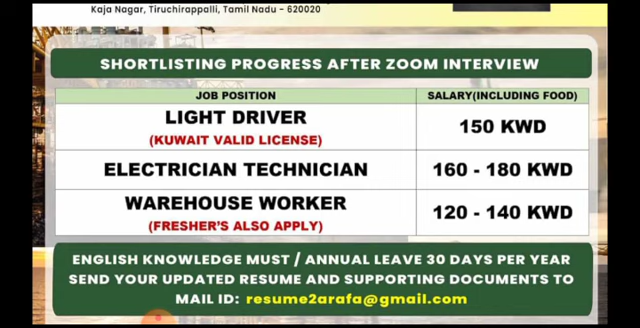 Kaja Nagar, Tiruchirappalli, Tamil Nadu - 620020
SHORTLISTING PROGRESS AFTER ZOOM INTERVIEW
JOB POSITION SALARY(INCLUDING FOOD)
LIGHT DRIVER
(KUWAIT VALID LICENSE)
150 KWD
ELECTRICIAN TECHNICIAN
160 - 180 KWD
WAREHOUSE WORKER
(FRESHER'S ALSO APPLY)
120 - 140 KWD
ENGLISH KNOWLEDGE MUST / ANNUAL LEAVE 30 DAYS PER YEAR
SEND YOUR UPDATED RESUME AND SUPPORTING DOCUMENTS TO
MAIL ID: resume2arafa@gmail.com